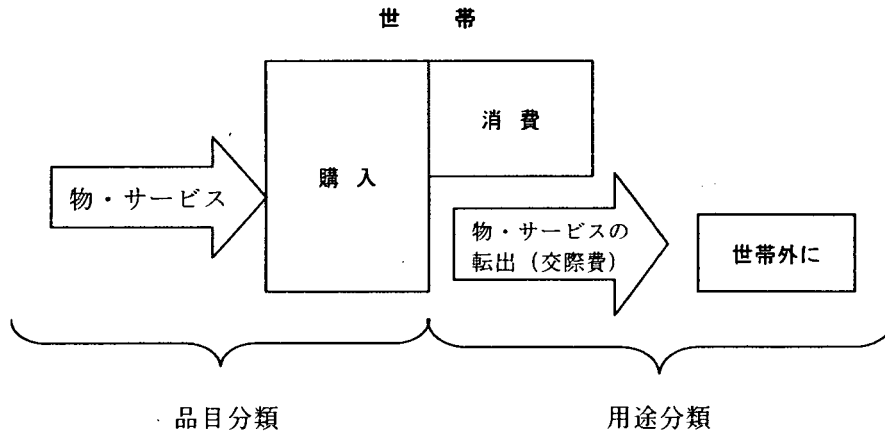 世 帯
消 費
購 入
物・サービス
物・サービスの
転出（交際費）
世帯外に
品目分類
用途分類